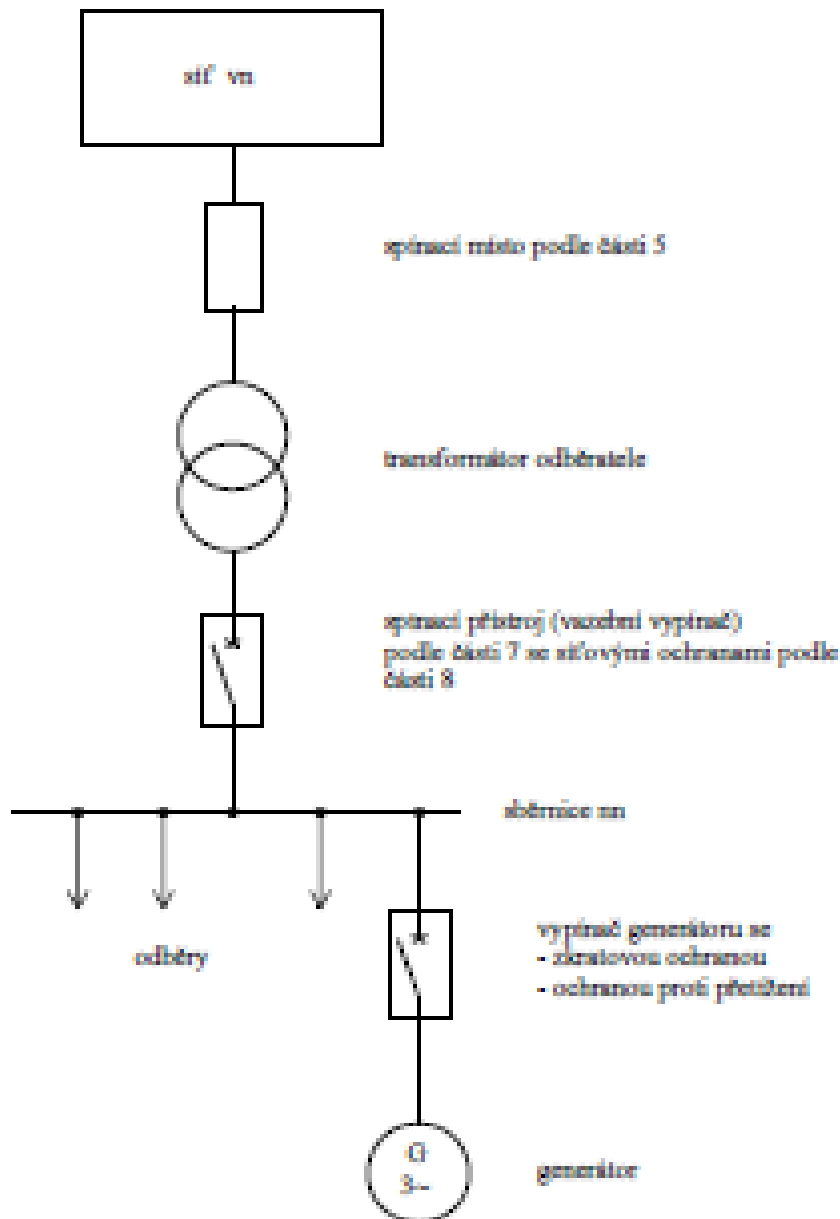 síť vn
spínací místo podle části 5
transformátor odběratele
spínací přístroj (vazební vypínač)
podle části 7 se síťovými ochranami podle
části 8
sběrnice nn
odběry
vypínač generátoru se
- zkratovou ochranou
- ochranou proti přetížení
G
3~
generátor